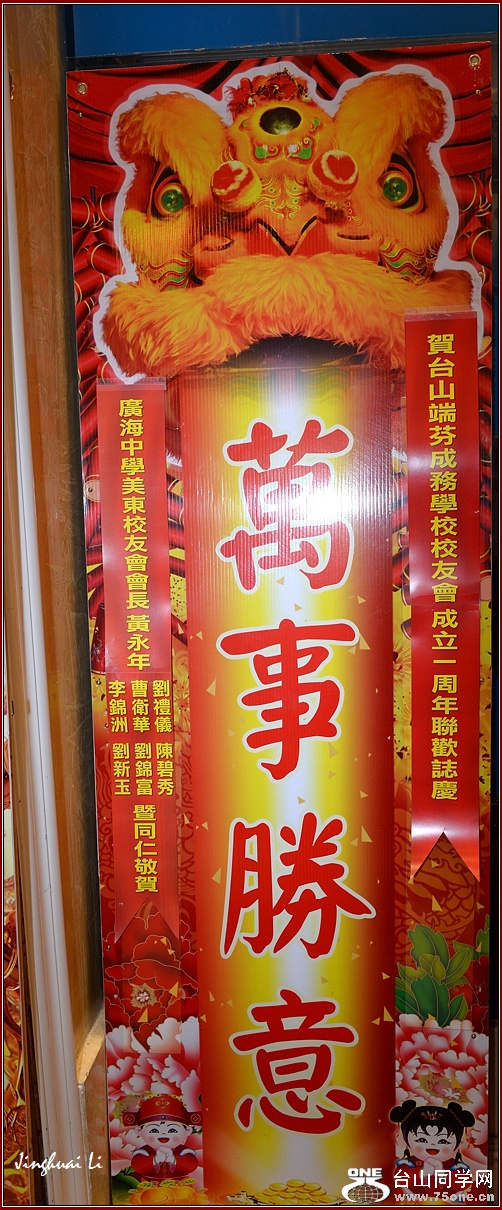 賀台山端芬成務學校校友會成立一周年聯歡誌慶
萬事勝意
廣海中學美東校友會會長 黃永年
劉禮儀 陳碧秀
曹衛華 劉錦富
李錦洲 劉新玉
暨同仁敬賀
Jinghuai Li
ONE
台山同学网
www.75one.cn